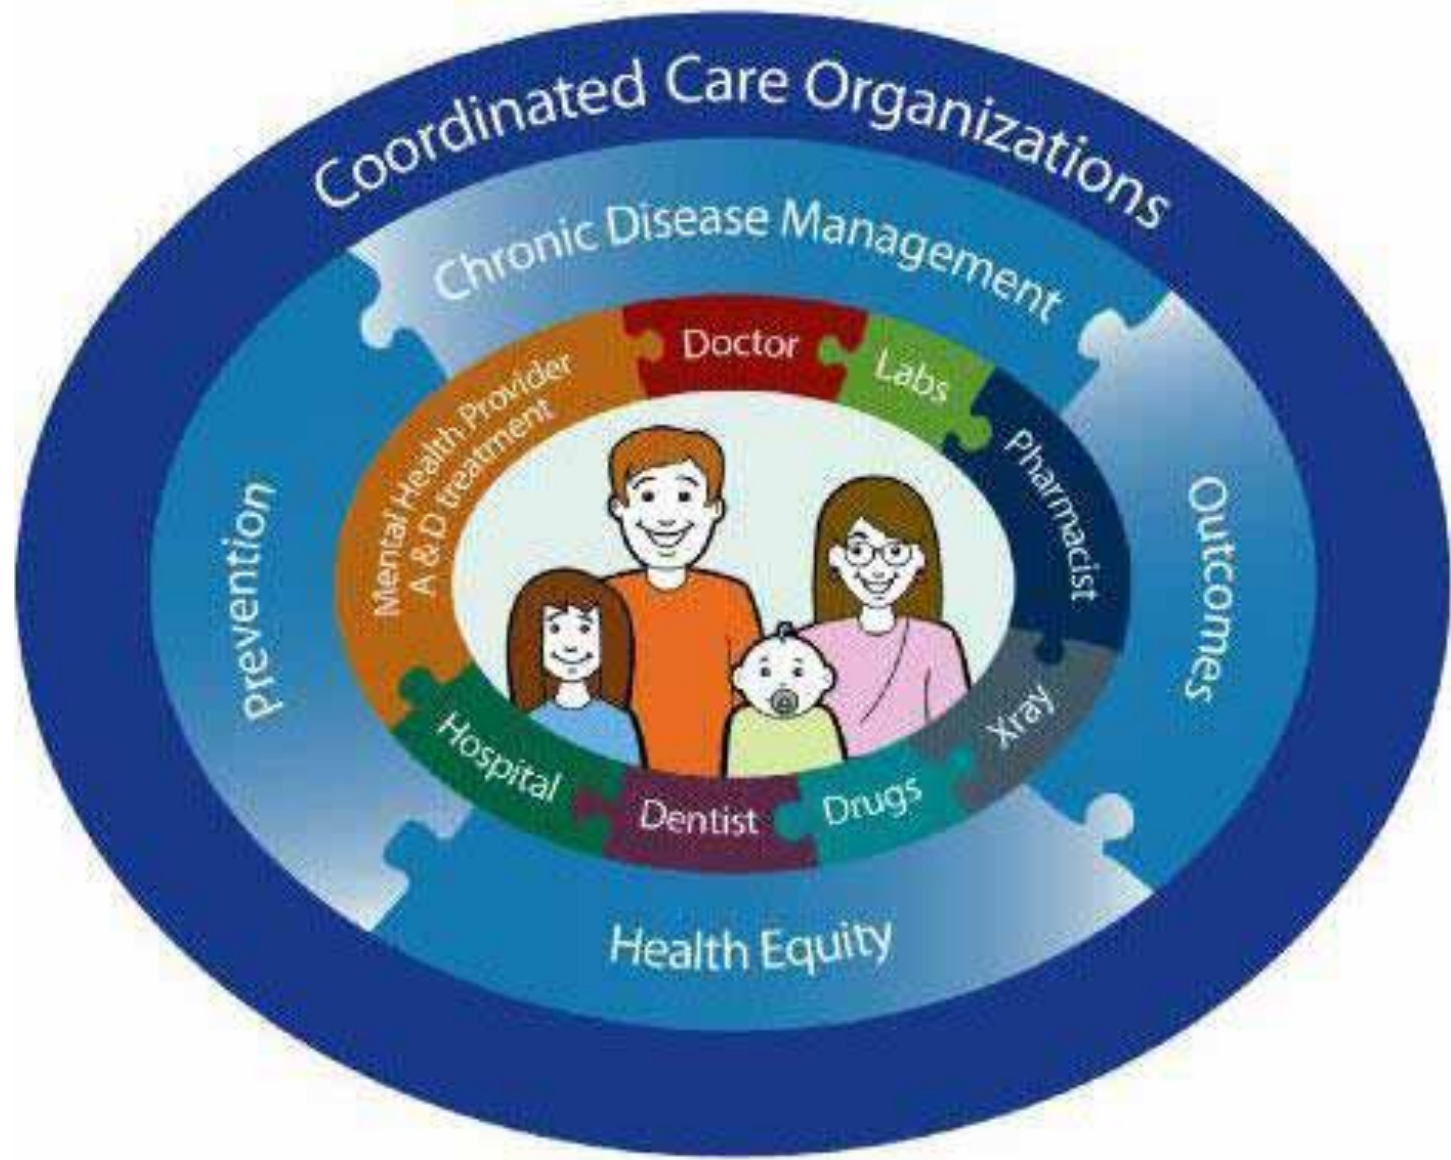 Coordinated Care Organizations
Chronic Disease Management
Outcomes
Health Equity
Prevention
Doctor
Labs
Pharmacist
Xray
Drugs
Dentist
Hospital
Mental Health Provider
A & D treatment